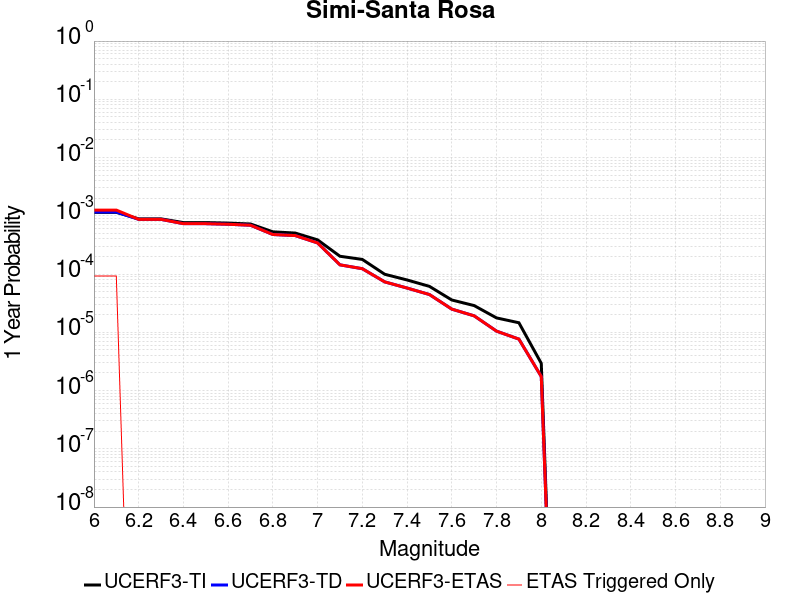 Simi-Santa Rosa
10^0
10^-1
10^-2
10^-3
10^-4
10^-5
10^-6
10^-7
10^-8
1 Year Probability
6 6.2 6.4 6.6 6.8 7 7.2 7.4 7.6 7.8 8 8.2 8.4 8.6 8.8 9
Magnitude
UCERF3-TI UCERF3-TD UCERF3-ETAS ETAS Triggered Only